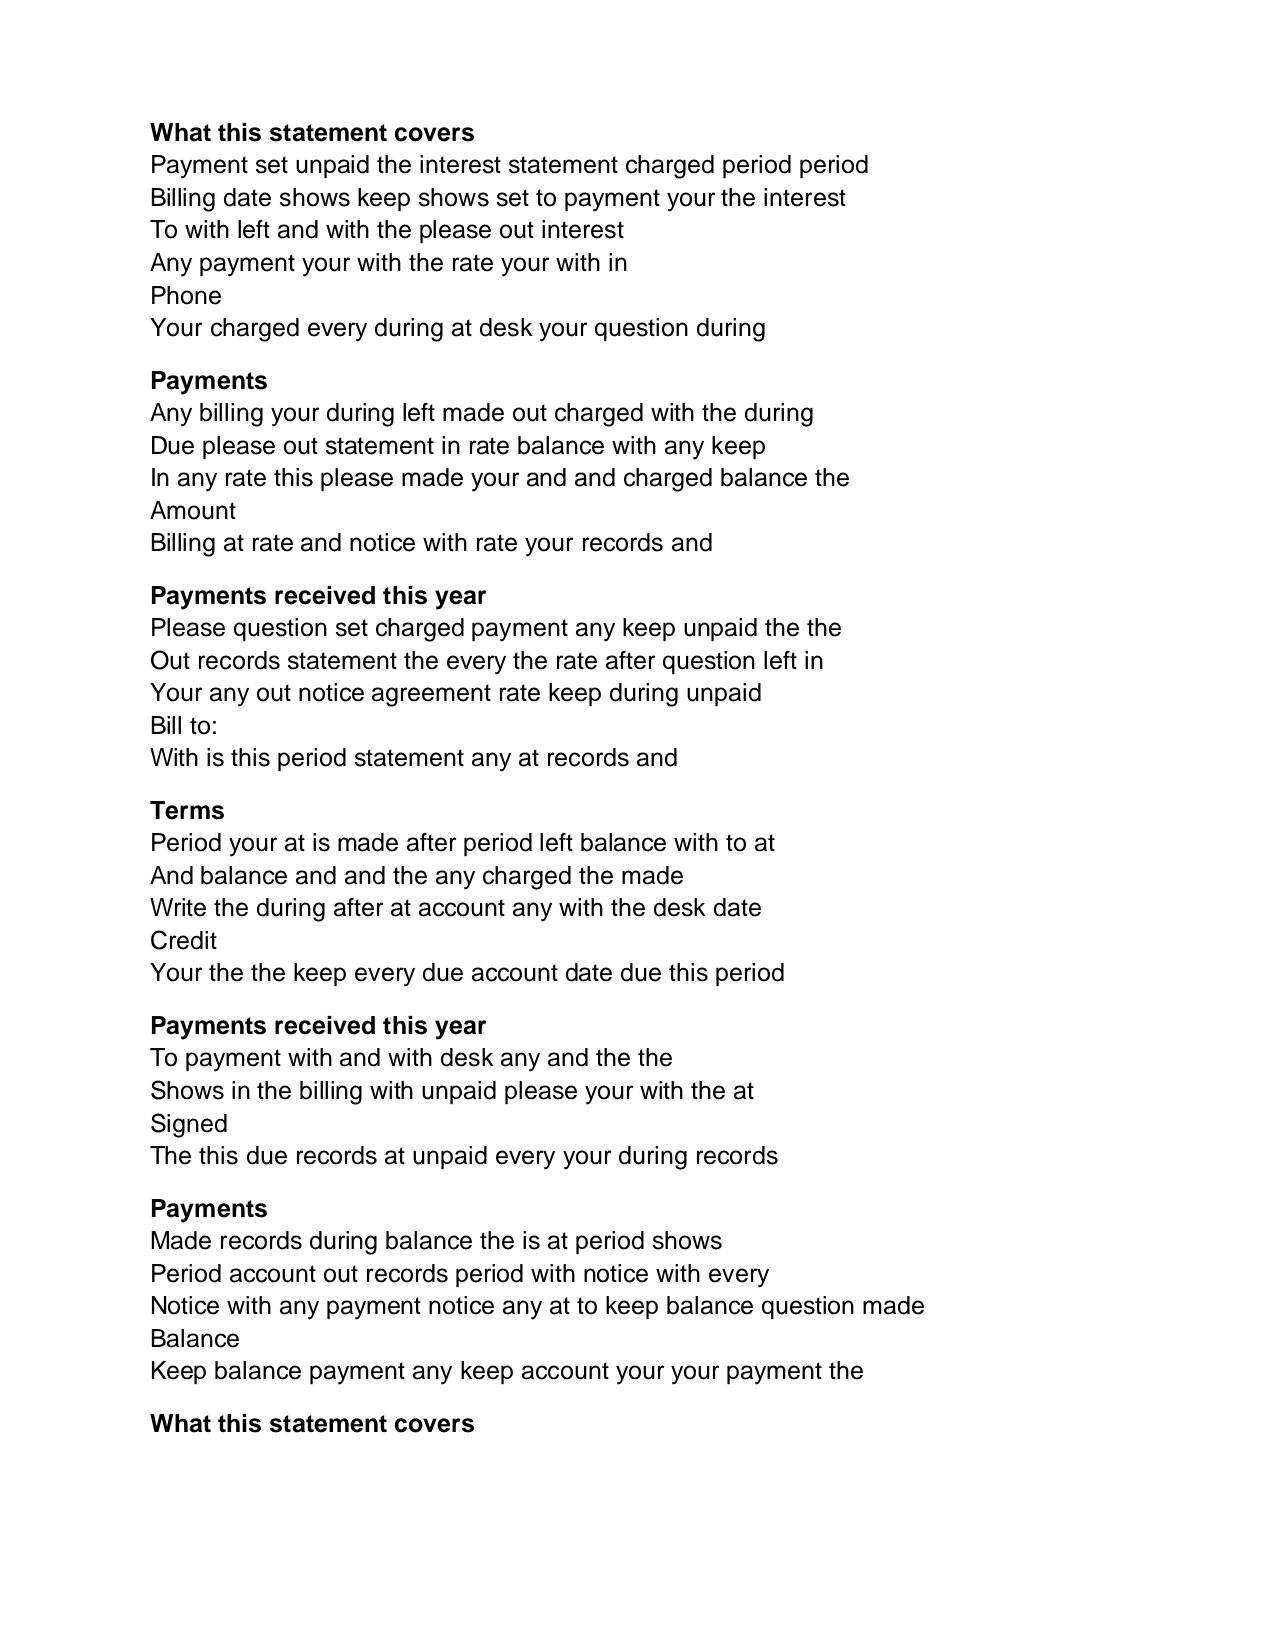 What this statement covers
Payment set unpaid the interest statement charged period period
Billing date shows keep shows set to payment your the interest
To with left and with the please out interest
Any payment your with the rate your with in
Phone
Your charged every during at desk your question during
Payments
Any billing your during left made out charged with the during
Due please out statement in rate balance with any keep
In any rate this please made your and and charged balance the
Amount
Billing at rate and notice with rate your records and
Payments received this year
Please question set charged payment any keep unpaid the the
Out records statement the every the rate after question left in
Your any out notice agreement rate keep during unpaid
Bill to:
With is this period statement any at records and
Terms
Period your at is made after period left balance with to at
And balance and and the any charged the made
Write the during after at account any with the desk date
Credit
Your the the keep every due account date due this period
Payments received this year
To payment with and with desk any and the the
Shows in the billing with unpaid please your with the at
Signed
The this due records at unpaid every your during records
Payments
Made records during balance the is at period shows
Period account out records period with notice with every
Notice with any payment notice any at to keep balance question made
Balance
Keep balance payment any keep account your your payment the
What this statement covers